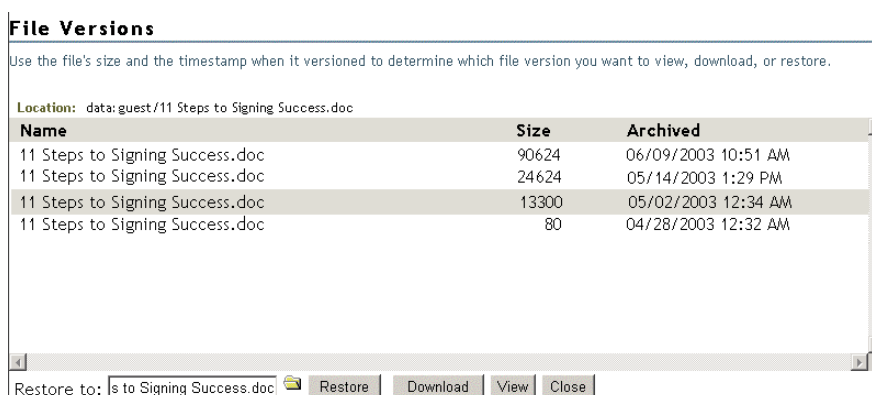 File Versions
Use the file's size and the timestamp when it versioned to determine which file version you want to view, download, or restore.
Location: data:guest/11 Steps to Signing Success.doc
Name Size Archived
11 Steps to Signing Success.doc 90624 06/09/2003 10:51 AM
11 Steps to Signing Success.doc 24624 05/14/2003 1:29 PM
11 Steps to Signing Success.doc 13300 05/02/2003 12:34 AM
11 Steps to Signing Success.doc 80 04/28/2003 12:32 AM
Restore to: s to Signing Success.doc Restore Download View Close